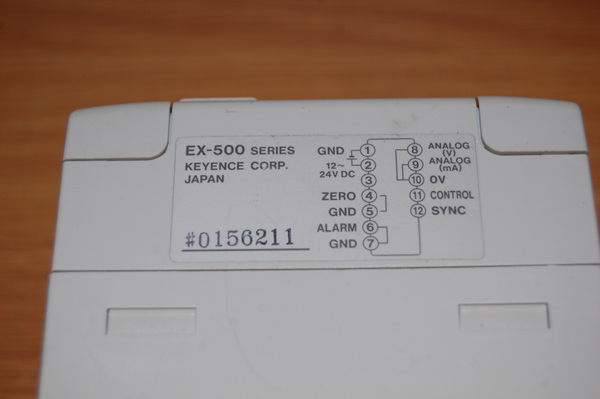 EX-500 SERIES
KEYENCE CORP.
JAPAN
#0156211
GND 1
12~ 24V DC 2
3
ZERO 4
GND 5
ALARM 6
GND 7
8 ANALOG (V)
9 ANALOG (mA)
10 0V
11 CONTROL
12 SYNC